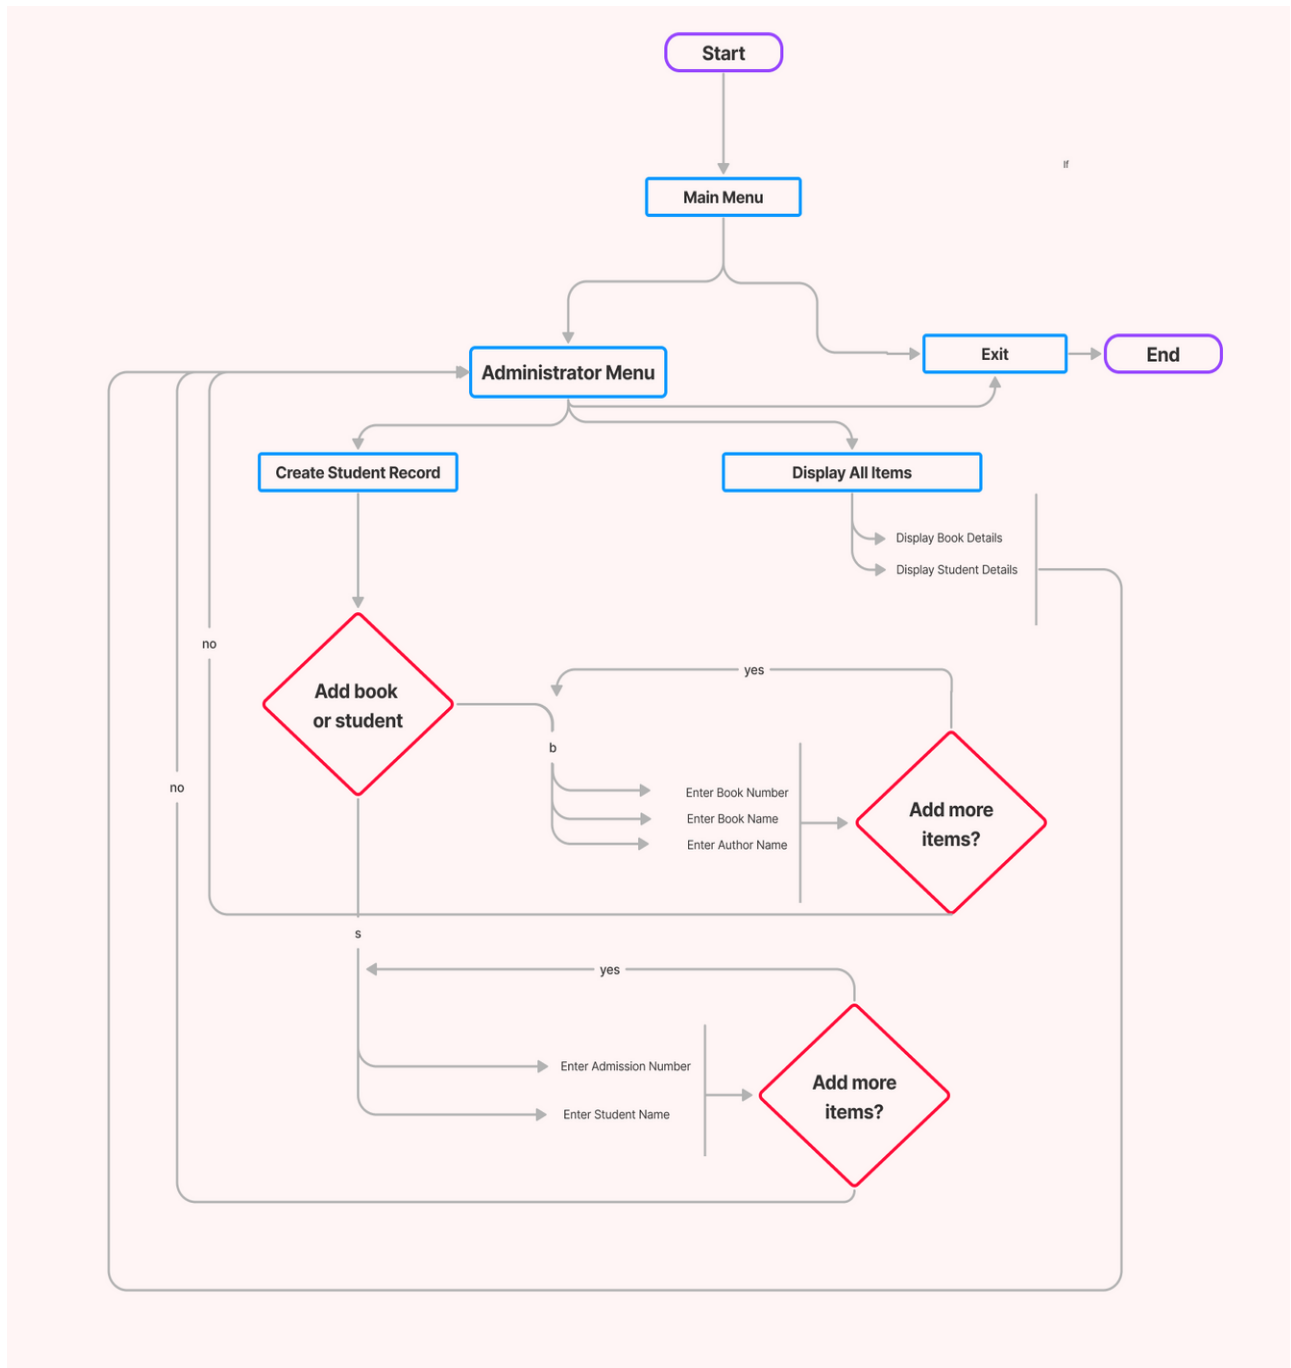 Start
If
Main Menu
Exit
End
Administrator Menu
Create Student Record
Display All Items
Display Book Details
Display Student Details
no
yes
Add book
or student
b
no
Enter Book Number
Enter Book Name
Enter Author Name
Add more
items?
s
yes
Enter Admission Number
Enter Student Name
Add more
items?